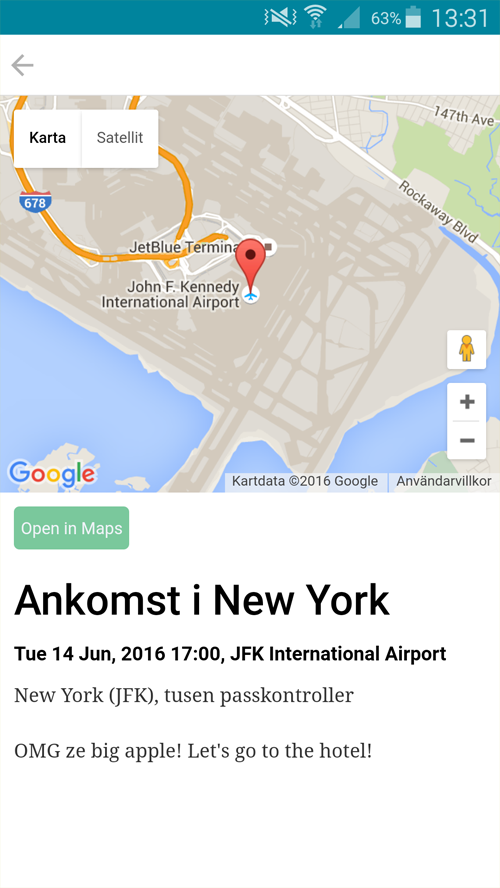 63% 13:31
Karta Satellit
147th Ave
Rockaway Blvd
678
JetBlue Termina
John F. Kennedy
International Airport
Google
Kartdata ©2016 Google Användarvillkor
Open in Maps
Ankomst i New York
Tue 14 Jun, 2016 17:00, JFK International Airport
New York (JFK), tusen passkontroller
OMG ze big apple! Let's go to the hotel!